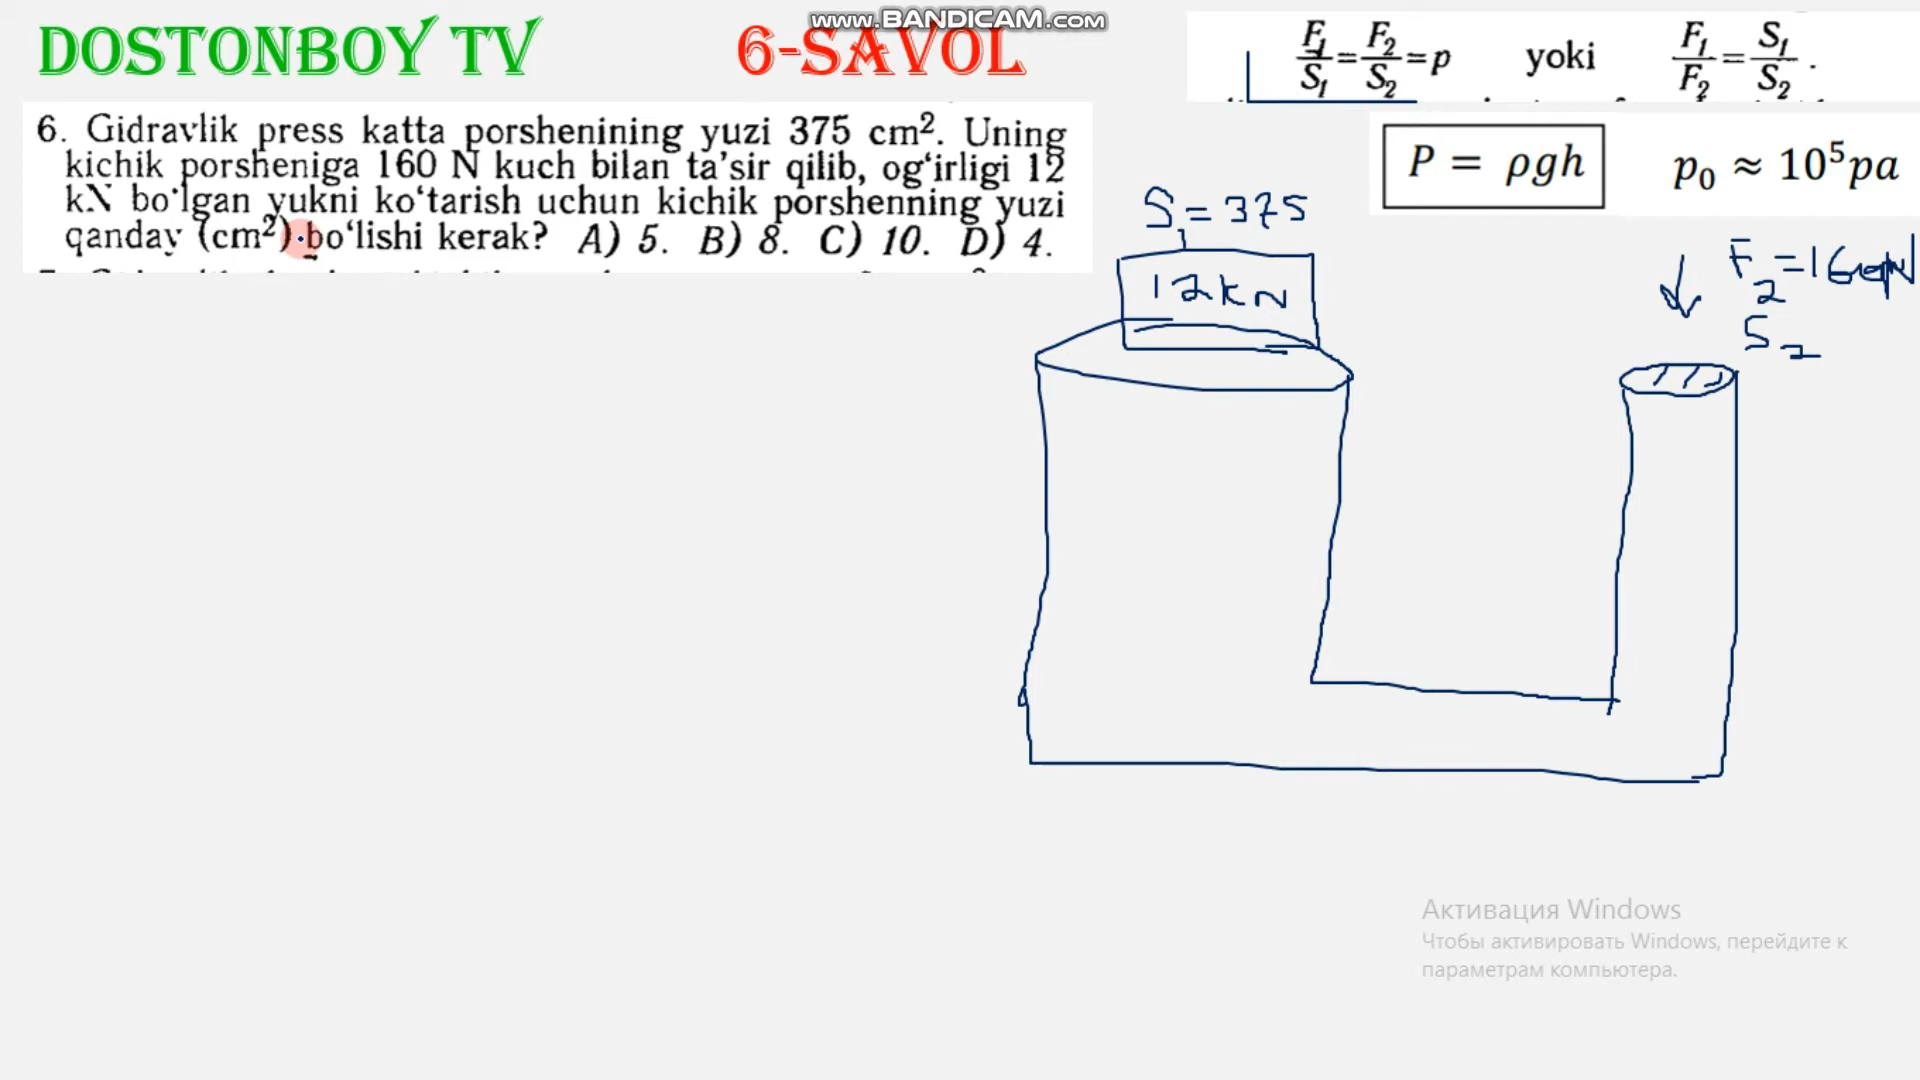 www.BANDICAM.com
DOSTONBOY TV
6-SAVOL
F₁/S₁ = F₂/S₂ = p yoki F₁/F₂ = S₁/S₂ .
6. Gidravlik press katta porshenining yuzi 375 cm². Uning
kichik porsheniga 160 N kuch bilan ta'sir qilib, og‘irligi 12
kN bo‘lgan yukni ko‘tarish uchun kichik porshenning yuzi
qanday (cm²) bo‘lishi kerak? A) 5. B) 8. C) 10. D) 4.
P = ρgh
p₀ ≈ 10⁵pa
S₁ = 375
12kN
F₂ = 160N
S₂
Активация Windows
Чтобы активировать Windows, перейдите к
параметрам компьютера.